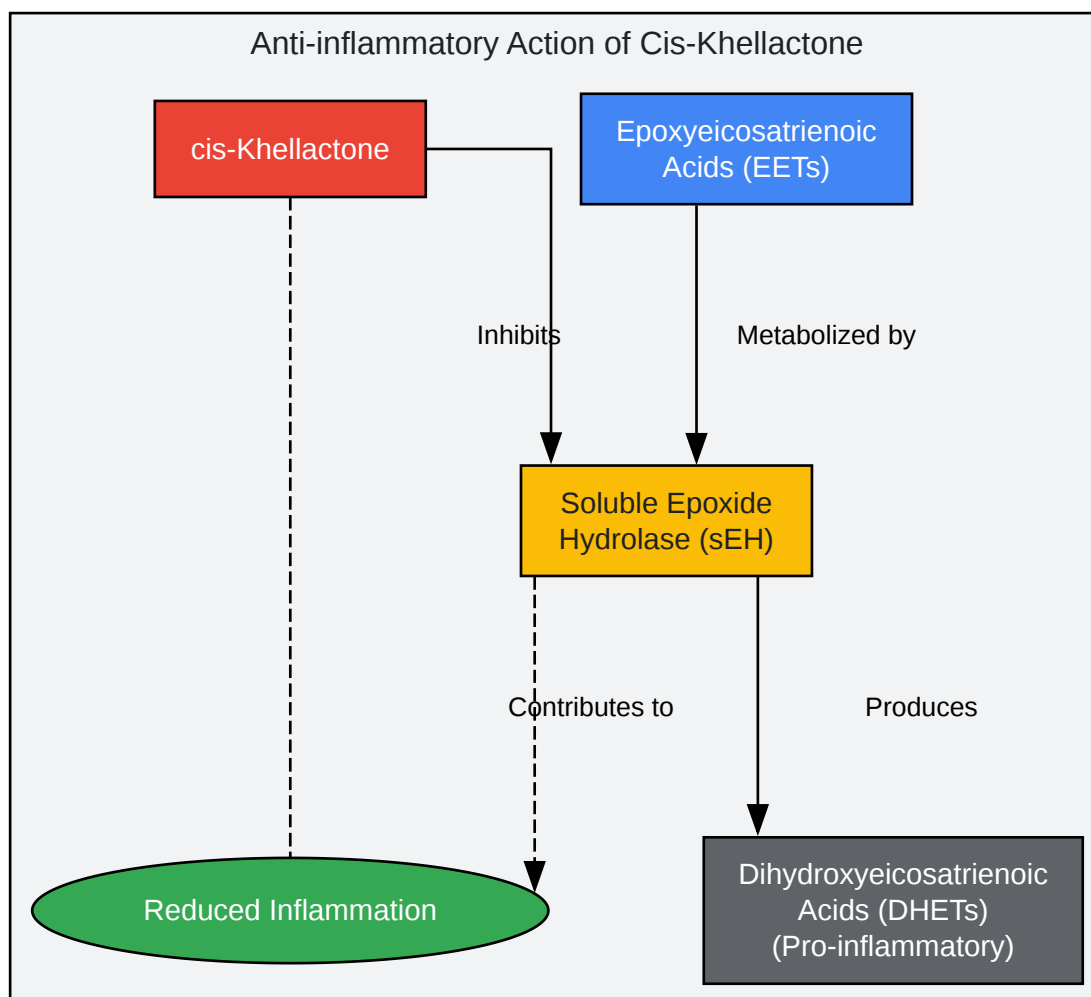 Anti-inflammatory Action of Cis-Khellactone
cis-Khellactone
Epoxyeicosatrienoic
Acids (EETs)
Inhibits
Metabolized by
Soluble Epoxide
Hydrolase (sEH)
Contributes to
Produces
Reduced Inflammation
Dihydroxyeicosatrienoic
Acids (DHETs)
(Pro-inflammatory)